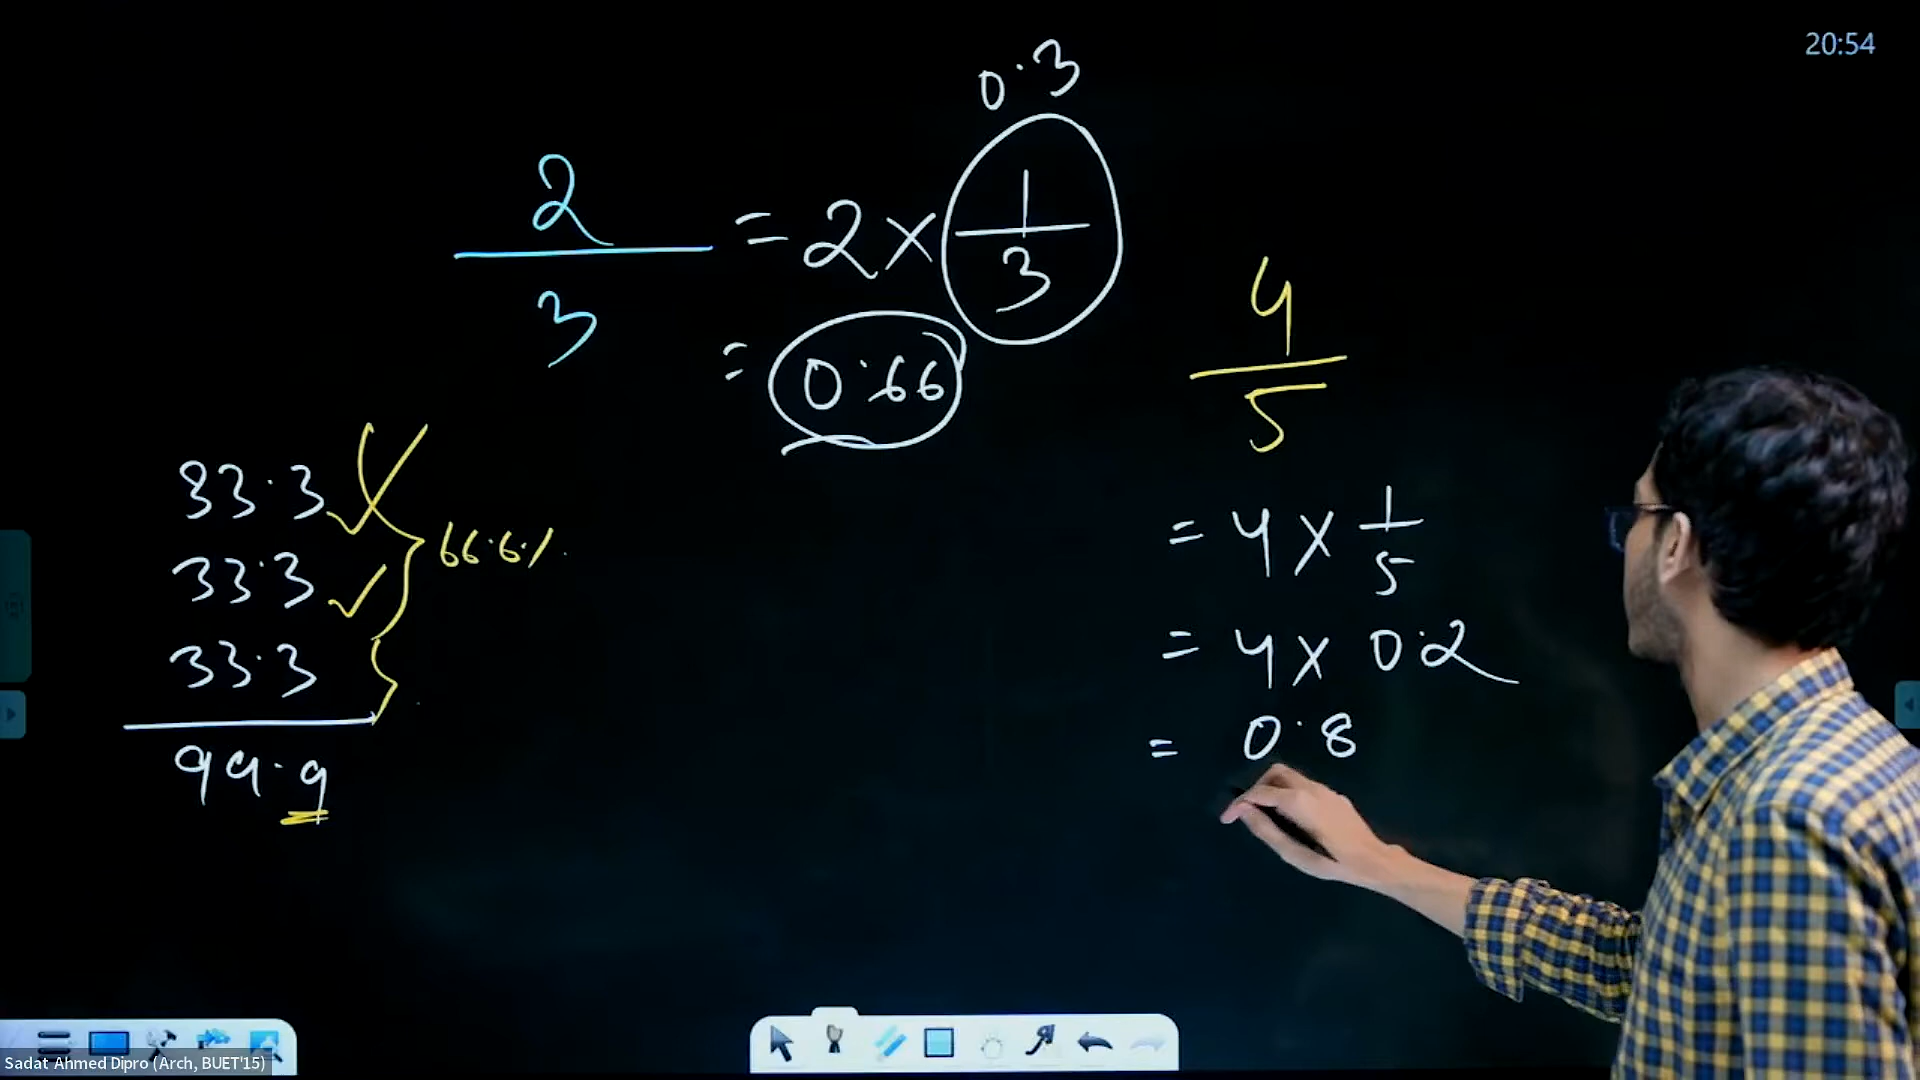 20:54
0.3
2/3 = 2 x 1/3
= 0.66
33.3
33.3 66.6%
33.3
99.9
4/5
= 4 x 1/5
= 4 x 0.2
= 0.8
Sadat Ahmed Dipro (Arch, BUET'15)